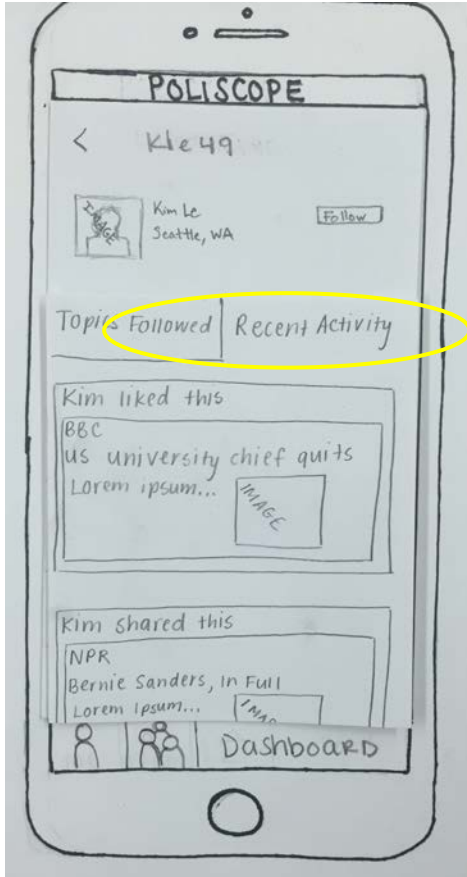 POLISCOPE
< Kle49
Kim Le
Seattle, WA
Follow
IMAGE
Topics Followed
Recent Activity
Kim liked this
BBC
us university chief quits
Lorem ipsum...
IMAGE
Kim shared this
NPR
Bernie Sanders, in Full
Lorem ipsum...
Dashboard